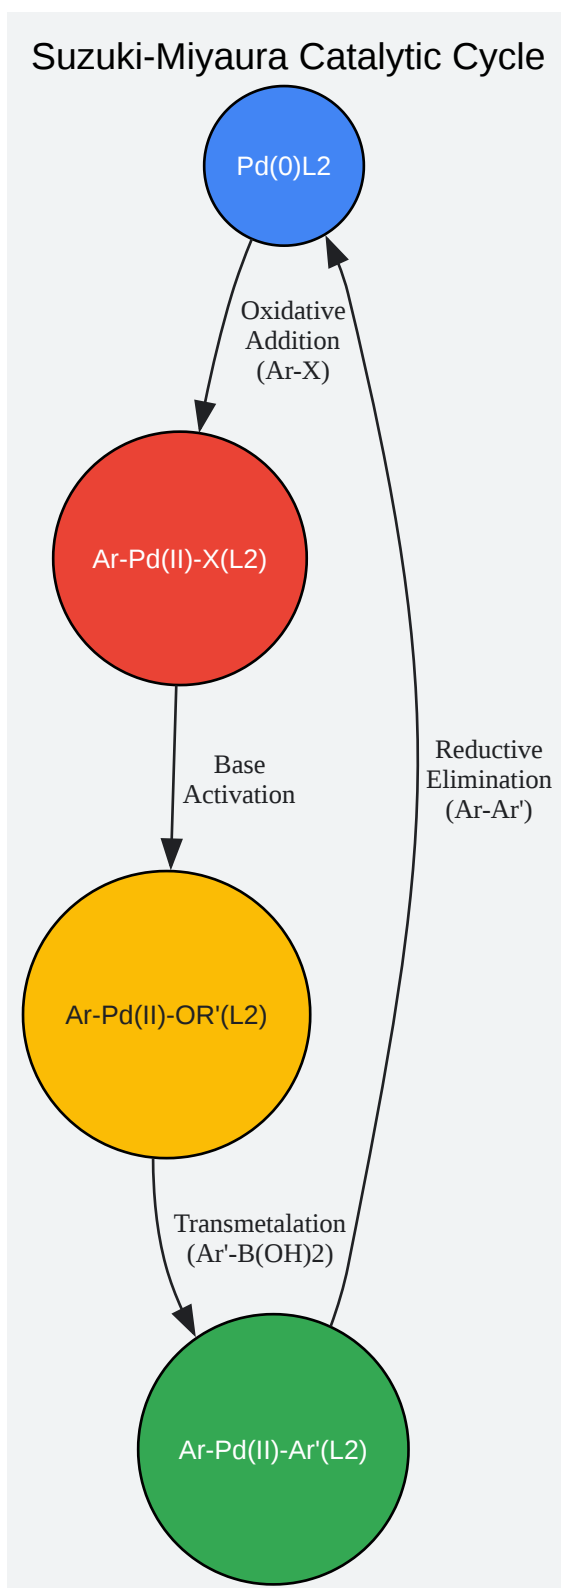 Suzuki-Miyaura Catalytic Cycle
Pd(0)L2
Oxidative
Addition
(Ar-X)
Ar-Pd(II)-X(L2)
Base
Activation
Reductive
Elimination
(Ar-Ar')
Ar-Pd(II)-OR'(L2)
Transmetalation
(Ar'-B(OH)2)
Ar-Pd(II)-Ar'(L2)